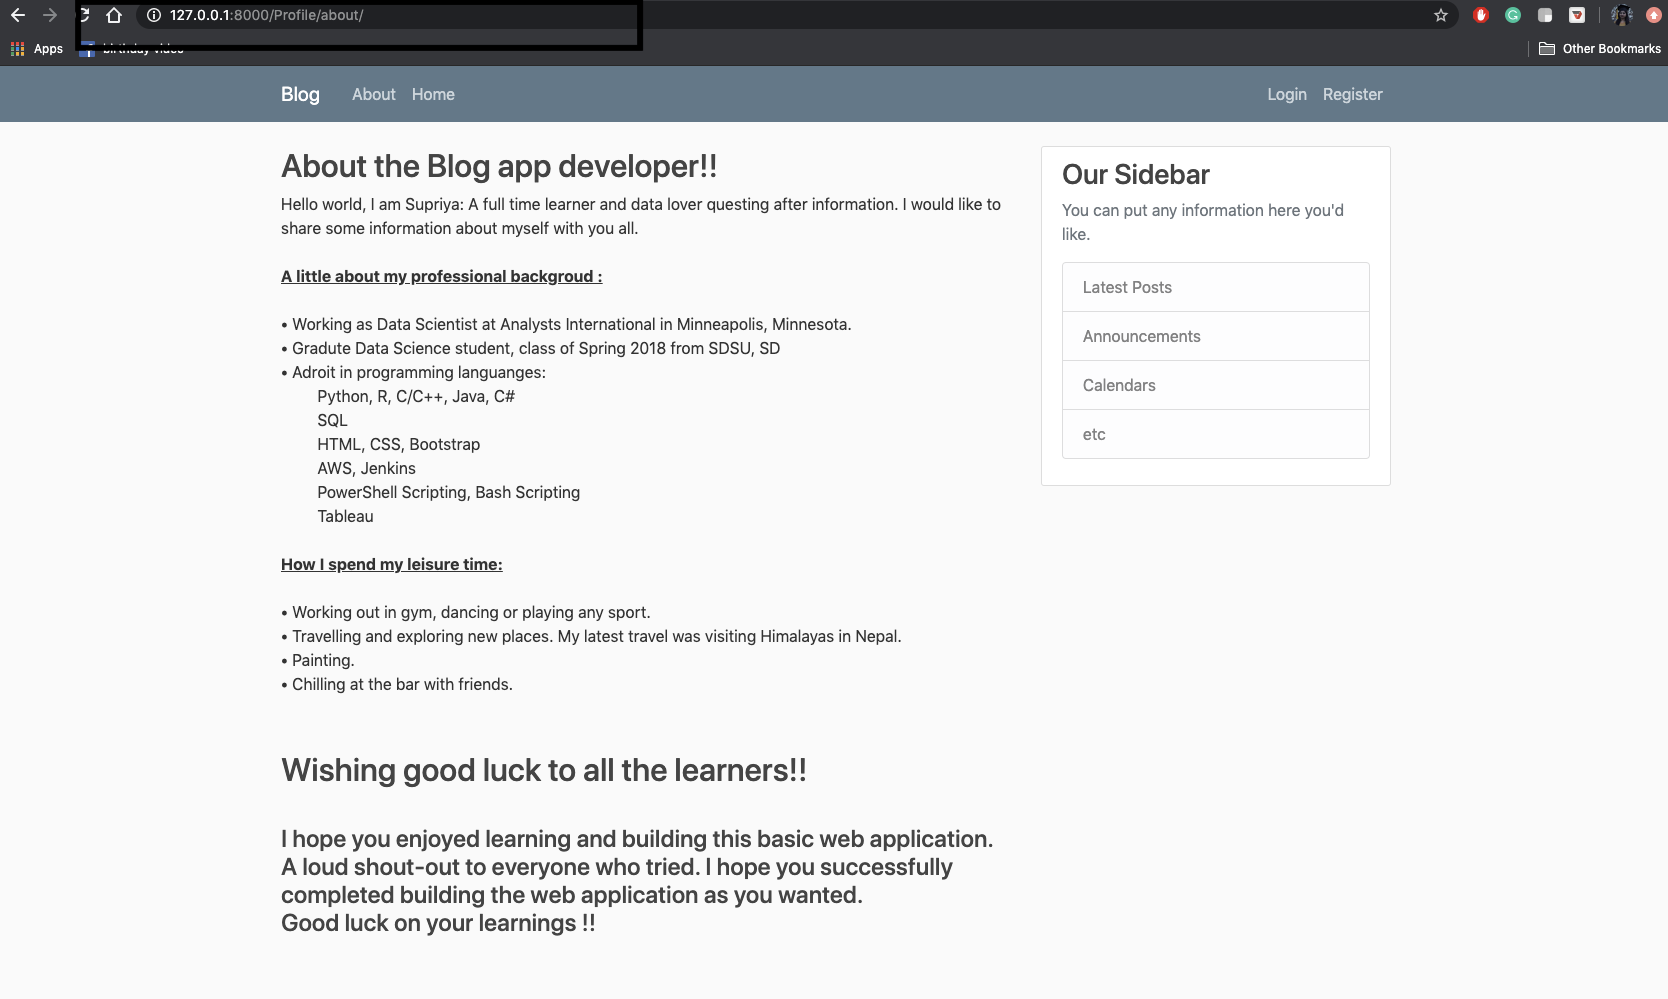 127.0.0.1:8000/Profile/about/
Apps
birthday video
Other Bookmarks
Blog About Home Login Register
About the Blog app developer!!
Hello world, I am Supriya: A full time learner and data lover questing after information. I would like to
share some information about myself with you all.
A little about my professional backgroud :
• Working as Data Scientist at Analysts International in Minneapolis, Minnesota.
• Gradute Data Science student, class of Spring 2018 from SDSU, SD
• Adroit in programming languanges:
Python, R, C/C++, Java, C#
SQL
HTML, CSS, Bootstrap
AWS, Jenkins
PowerShell Scripting, Bash Scripting
Tableau
How I spend my leisure time:
• Working out in gym, dancing or playing any sport.
• Travelling and exploring new places. My latest travel was visiting Himalayas in Nepal.
• Painting.
• Chilling at the bar with friends.
Wishing good luck to all the learners!!
I hope you enjoyed learning and building this basic web application.
A loud shout-out to everyone who tried. I hope you successfully
completed building the web application as you wanted.
Good luck on your learnings !!
Our Sidebar
You can put any information here you'd
like.
Latest Posts
Announcements
Calendars
etc